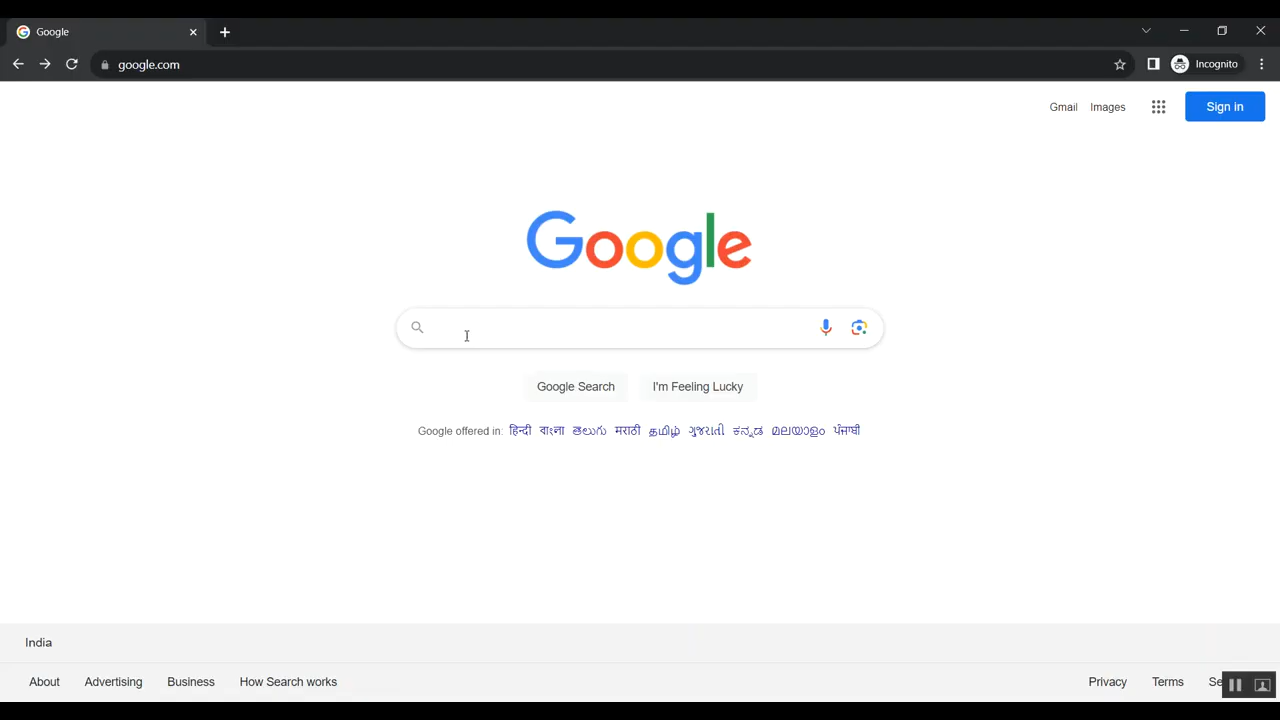 Google
google.com
Incognito
Gmail Images Sign in
Google
Google Search I'm Feeling Lucky
Google offered in: हिन्दी বাংলা తెలుగు मराठी தமிழ் ગુજરાતી ಕನ್ನಡ മലയാളം ਪੰਜਾਬੀ
India
About Advertising Business How Search works Privacy Terms